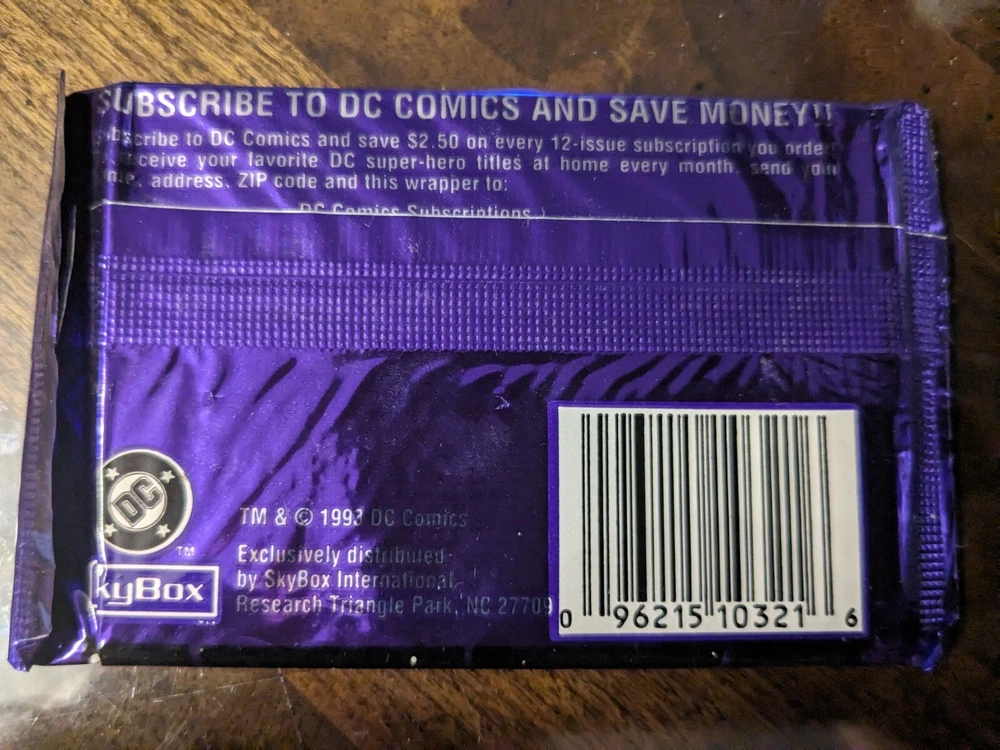 SUBSCRIBE TO DC COMICS AND SAVE MONEY!!
bscribe to DC Comics and save $2.50 on every 12-issue subscription you order
ceive your favorite DC super-hero titles at home every month, send your
address, ZIP code and this wrapper to:
DC Comics Subscriptions
DC
TM
TM & © 1993 DC Comics
Exclusively distributed
by SkyBox International,
Research Triangle Park, NC 27709
kyBox
0 96215 10321 6